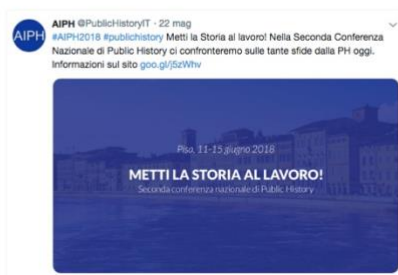 AIPH
AIPH @PublicHistoryIT · 22 mag
#AIPH2018 #publichistory Metti la Storia al lavoro! Nella Seconda Conferenza
Nazionale di Public History ci confronteremo sulle tante sfide dalla PH oggi.
Informazioni sul sito goo.gl/j5zWhv
Pisa, 11-15 giugno 2018
METTI LA STORIA AL LAVORO!
Seconda conferenza nazionale di Public History